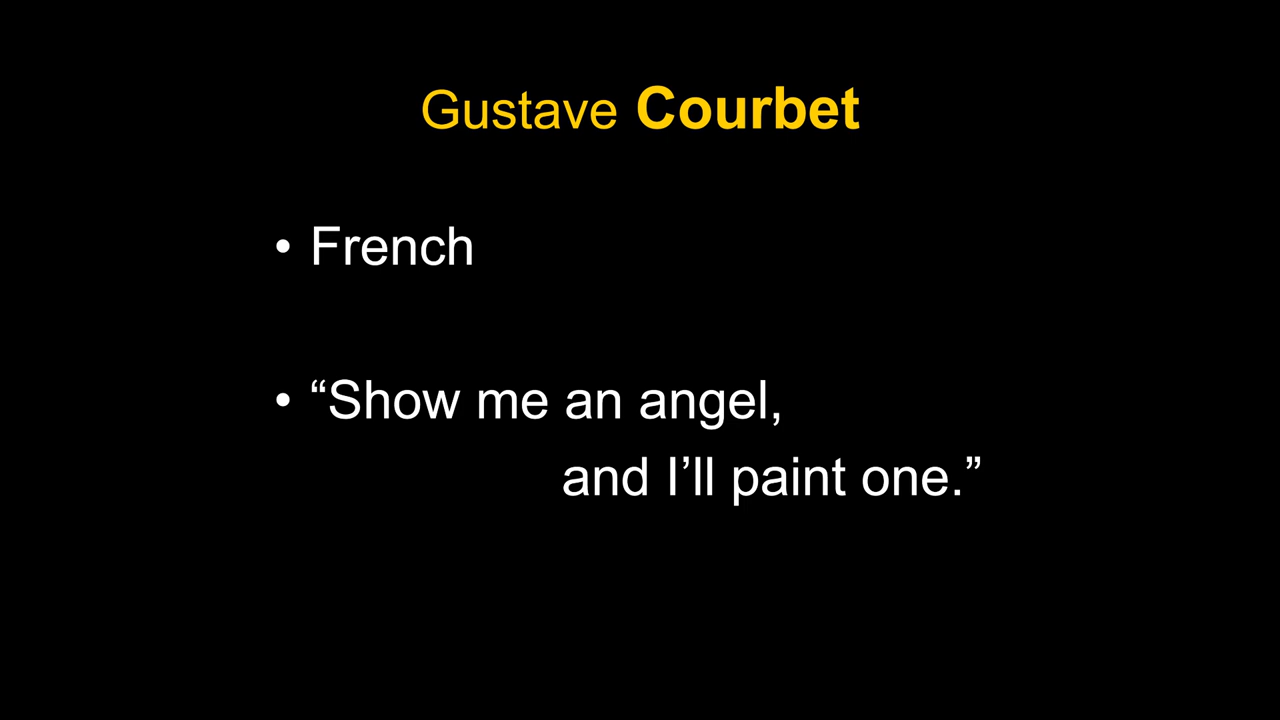 Gustave Courbet
• French
• “Show me an angel,
and I’ll paint one.”